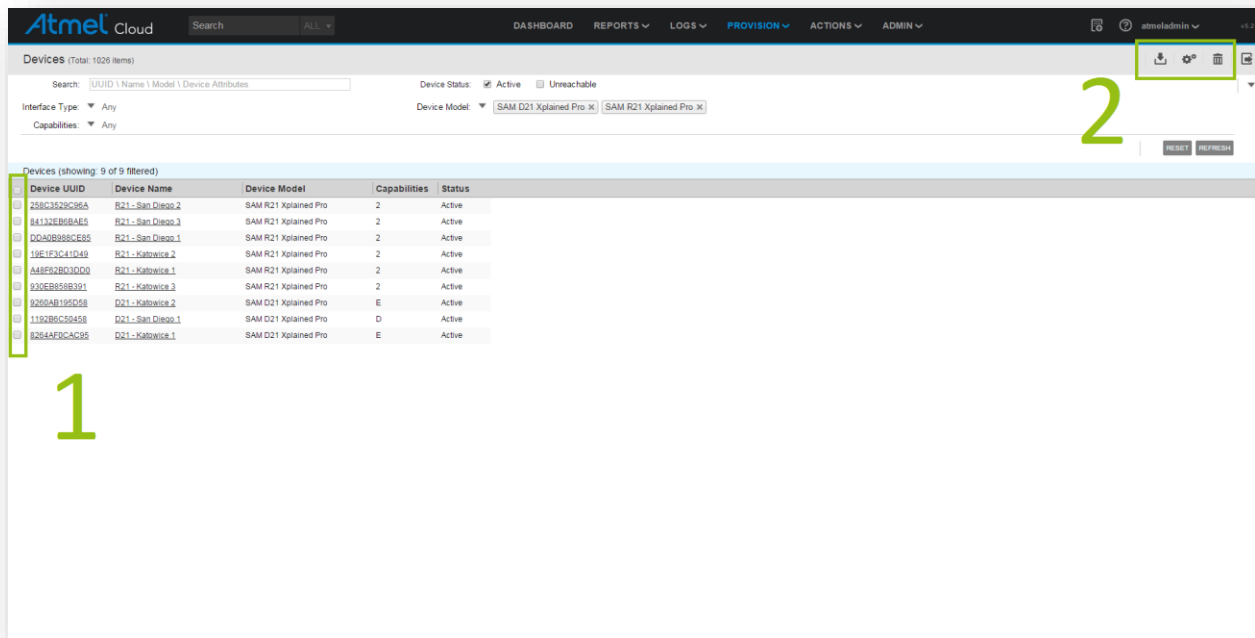 Atmel Cloud Search ALL DASHBOARD REPORTS LOGS PROVISION ACTIONS ADMIN atmeladmin v5.2
Devices (Total: 1026 items)
Search: UUID \ Name \ Model \ Device Attributes Device Status: Active Unreachable
Interface Type: Any Device Model: SAM D21 Xplained Pro × SAM R21 Xplained Pro ×
Capabilities: Any
2
RESET REFRESH
Devices (showing: 9 of 9 filtered)
Device UUID Device Name Device Model Capabilities Status
258C3529C96A R21 - San Diego 2 SAM R21 Xplained Pro 2 Active
84132EB6BAE5 R21 - San Diego 3 SAM R21 Xplained Pro 2 Active
DDA0B988CE85 R21 - San Diego 1 SAM R21 Xplained Pro 2 Active
19E1F3C41D49 R21 - Katowice 2 SAM R21 Xplained Pro 2 Active
A48F62BD3DD0 R21 - Katowice 1 SAM R21 Xplained Pro 2 Active
930EB858B391 R21 - Katowice 3 SAM R21 Xplained Pro 2 Active
9260AB195D58 D21 - Katowice 2 SAM D21 Xplained Pro E Active
1192B6C50458 D21 - San Diego 1 SAM D21 Xplained Pro D Active
8264AF0CAC95 D21 - Katowice 1 SAM D21 Xplained Pro E Active
1